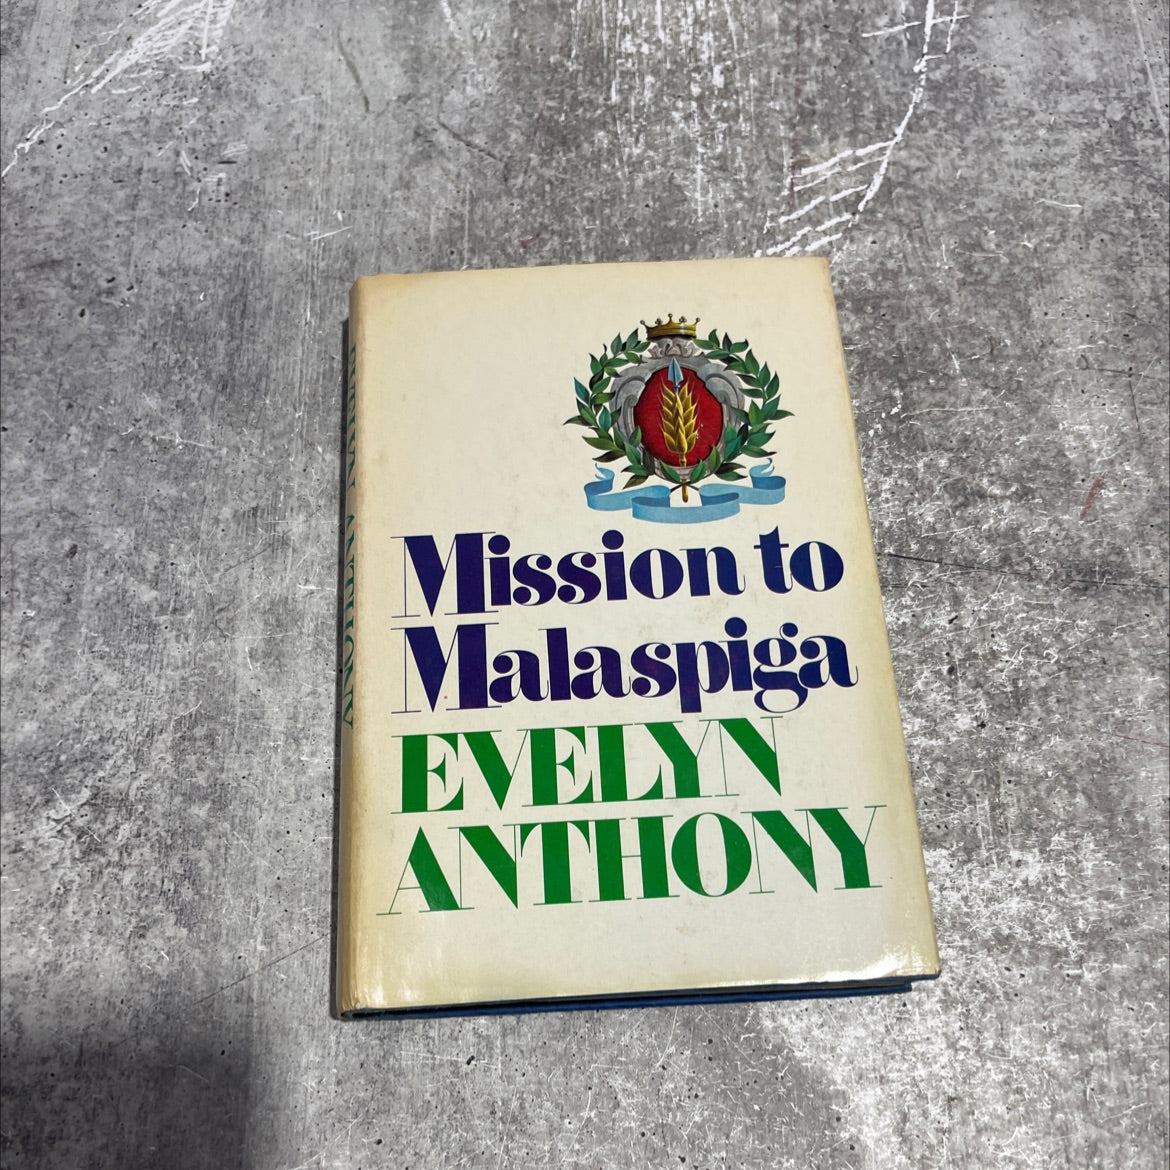 Mission to
Malaspiga
EVELYN
ANTHONY
EVELYN ANTHONY